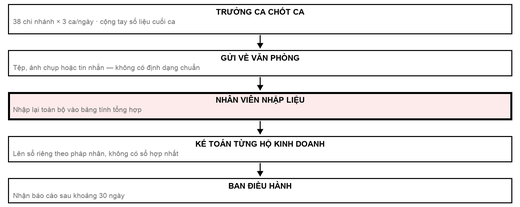 TRƯỞNG CA CHỐT CA
38 chi nhánh × 3 ca/ngày · cộng tay số liệu cuối ca
GỬI VỀ VĂN PHÒNG
Tệp, ảnh chụp hoặc tin nhắn — không có định dạng chuẩn
NHÂN VIÊN NHẬP LIỆU
Nhập lại toàn bộ vào bảng tính tổng hợp
KẾ TOÁN TỪNG HỘ KINH DOANH
Lên số riêng theo pháp nhân, không có số hợp nhất
BAN ĐIỀU HÀNH
Nhận báo cáo sau khoảng 30 ngày